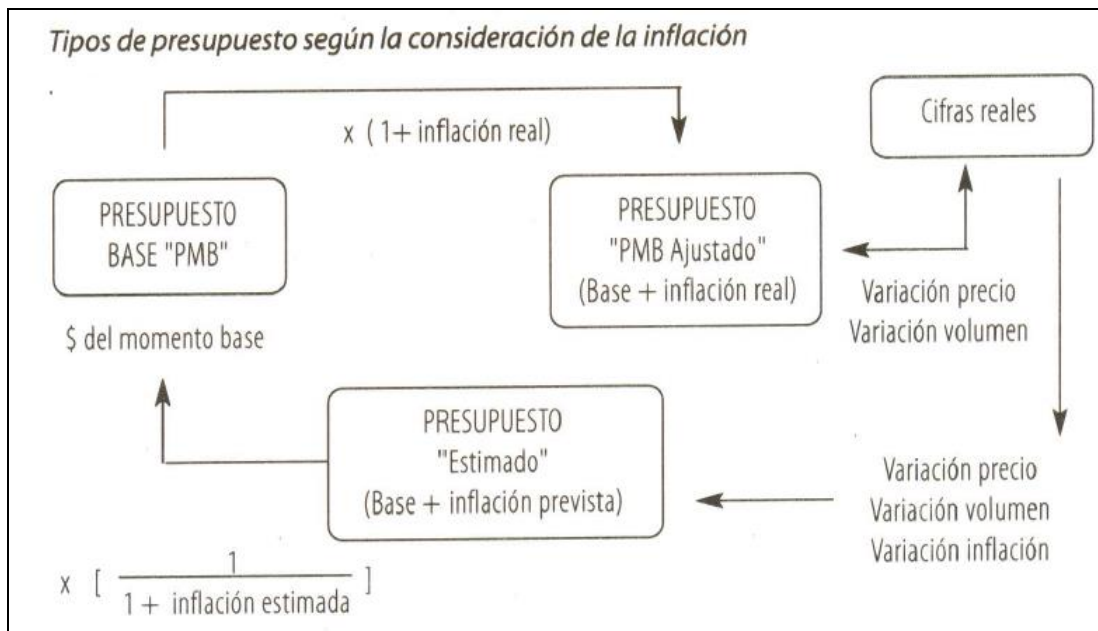 Tipos de presupuesto según la consideración de la inflación
x ( 1+ inflación real)
Cifras reales
PRESUPUESTO
BASE "PMB"
PRESUPUESTO
"PMB Ajustado"
(Base + inflación real)
$ del momento base
Variación precio
Variación volumen
PRESUPUESTO
"Estimado"
(Base + inflación prevista)
Variación precio
Variación volumen
Variación inflación
x [ 1 ]
1 + inflación estimada